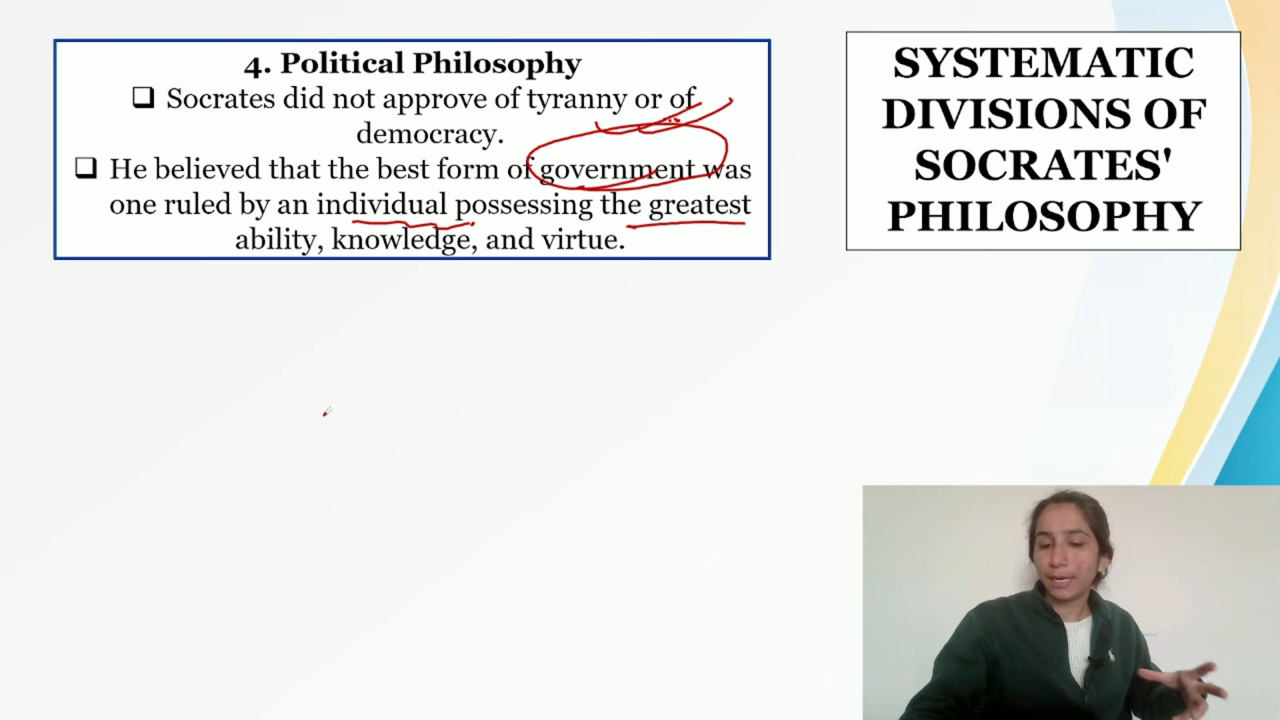 4. Political Philosophy
❑ Socrates did not approve of tyranny or of
democracy.
❑ He believed that the best form of government was
one ruled by an individual possessing the greatest
ability, knowledge, and virtue.
SYSTEMATIC
DIVISIONS OF
SOCRATES'
PHILOSOPHY